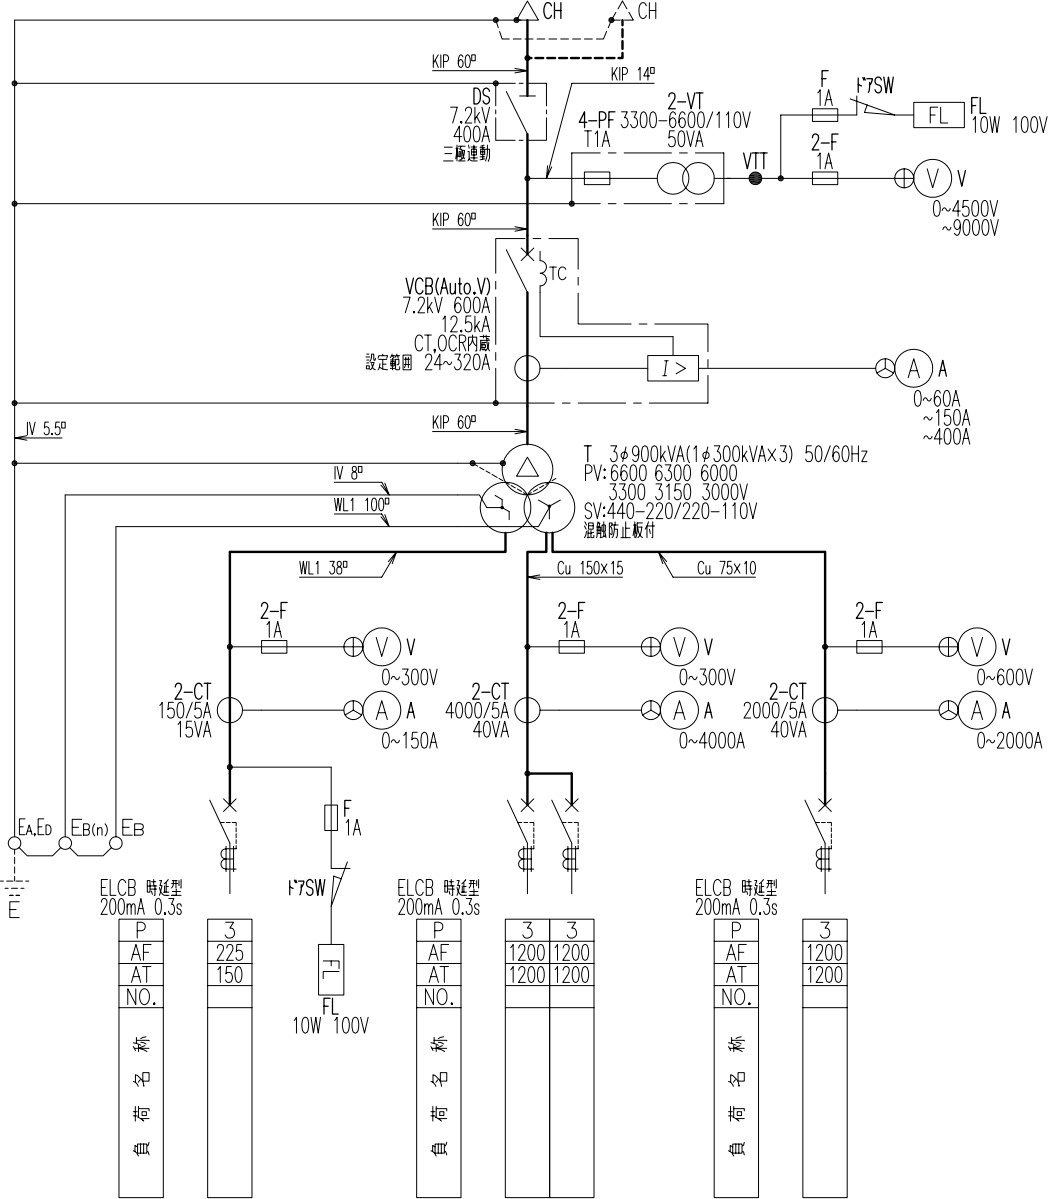 CH
CH
KIP 60□
KIP 14□
DS
7.2kV
400A
三極連動
2-VT
4-PF 3300-6600/110V
T1A 50VA
VTT
F
1A
ﾄﾞｱSW
FL
FL
10W 100V
2-F
1A
V
V
0~4500V
~9000V
KIP 60□
TC
VCB(Auto.V)
7.2kV 600A
12.5kA
CT,OCR内蔵
設定範囲 24~320A
I >
A
A
0~60A
~150A
~400A
KIP 60□
IV 5.5□
T 3φ900kVA(1φ300kVAx3) 50/60Hz
PV:6600 6300 6000
3300 3150 3000V
SV:440-220/220-110V
混触防止板付
IV 8□
WL1 100□
WL1 38□
Cu 150x15
Cu 75x10
2-F
1A
V
V
0~300V
2-F
1A
V
V
0~300V
2-F
1A
V
V
0~600V
2-CT
150/5A
15VA
A
A
0~150A
2-CT
4000/5A
40VA
A
A
0~4000A
2-CT
2000/5A
40VA
A
A
0~2000A
F
1A
ﾄﾞｱSW
FL
FL
10W 100V
EA,ED
EB(n)
EB
E
ELCB 時延型
200mA 0.3s
P 3
AF 225
AT 150
NO.
負荷名称
ELCB 時延型
200mA 0.3s
P 3 3
AF 1200 1200
AT 1200 1200
NO.
負荷名称
ELCB 時延型
200mA 0.3s
P 3
AF 1200
AT 1200
NO.
負荷名称